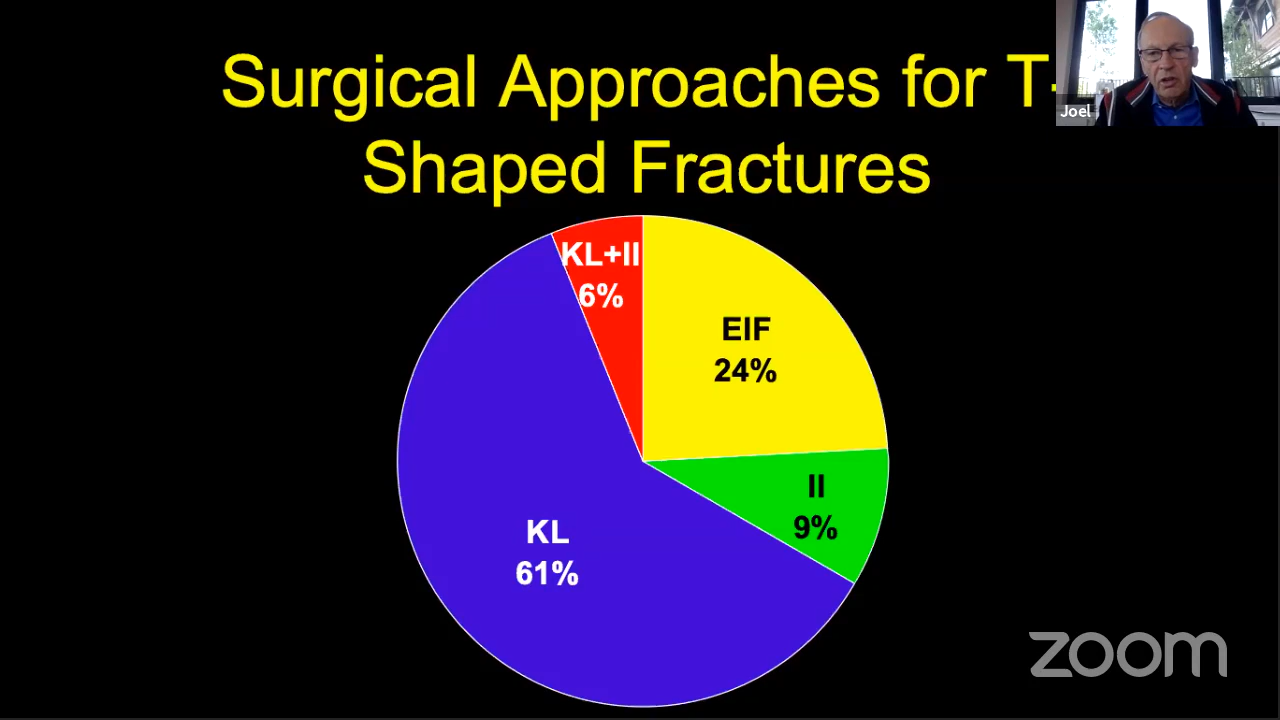 Surgical Approaches for T-
Shaped Fractures
Joel
KL+II
6%
EIF
24%
II
9%
KL
61%
zoom